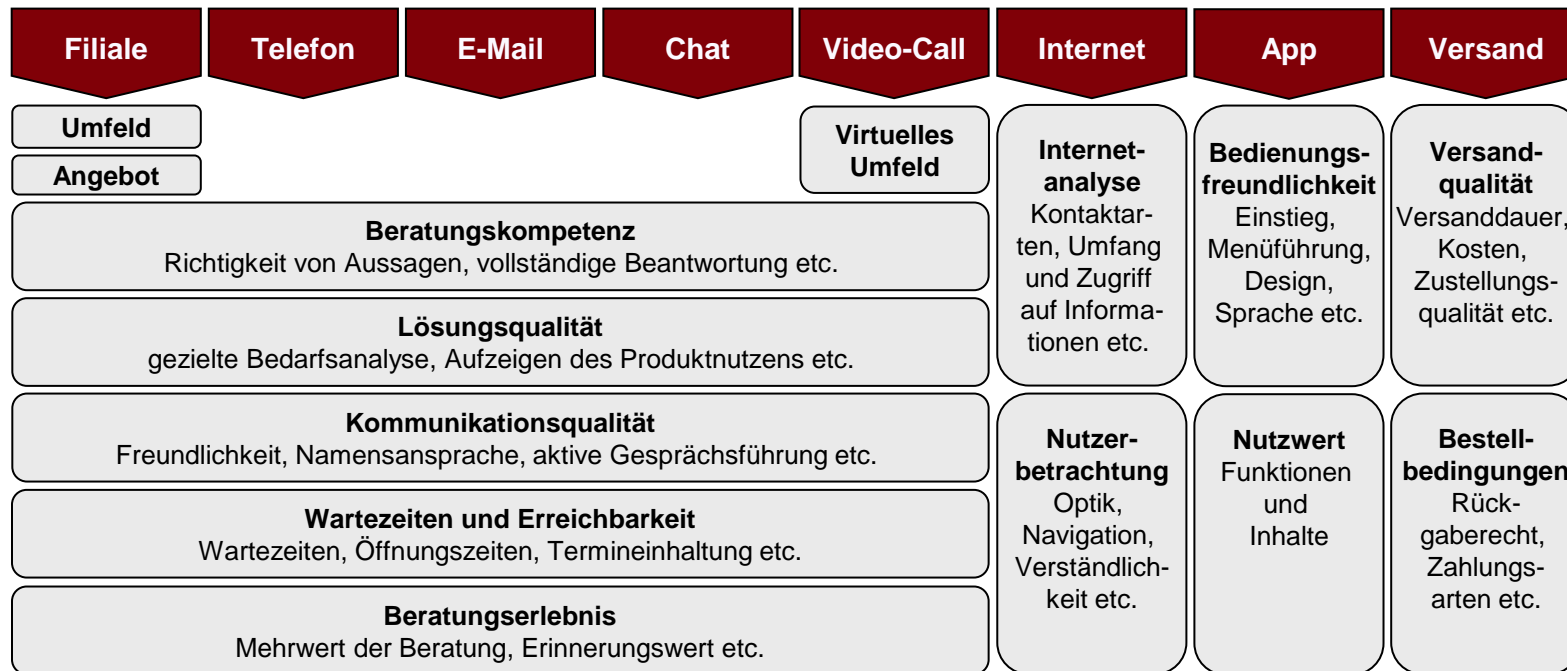 Filiale
Telefon
E-Mail
Chat
Video-Call
Internet
App
Versand
Umfeld
Angebot
Virtuelles
Umfeld
Beratungskompetenz
Richtigkeit von Aussagen, vollständige Beantwortung etc.
Lösungsqualität
gezielte Bedarfsanalyse, Aufzeigen des Produktnutzens etc.
Kommunikationsqualität
Freundlichkeit, Namensansprache, aktive Gesprächsführung etc.
Wartezeiten und Erreichbarkeit
Wartezeiten, Öffnungszeiten, Termineinhaltung etc.
Beratungserlebnis
Mehrwert der Beratung, Erinnerungswert etc.
Internet-
analyse
Kontaktar-
ten, Umfang
und Zugriff
auf Informa-
tionen etc.
Nutzer-
betrachtung
Optik,
Navigation,
Verständlich-
keit etc.
Bedienungs-
freundlichkeit
Einstieg,
Menüführung,
Design,
Sprache etc.
Nutzwert
Funktionen
und
Inhalte
Versand-
qualität
Versanddauer,
Kosten,
Zustellungs-
qualität etc.
Bestell-
bedingungen
Rück-
gaberecht,
Zahlungs-
arten etc.